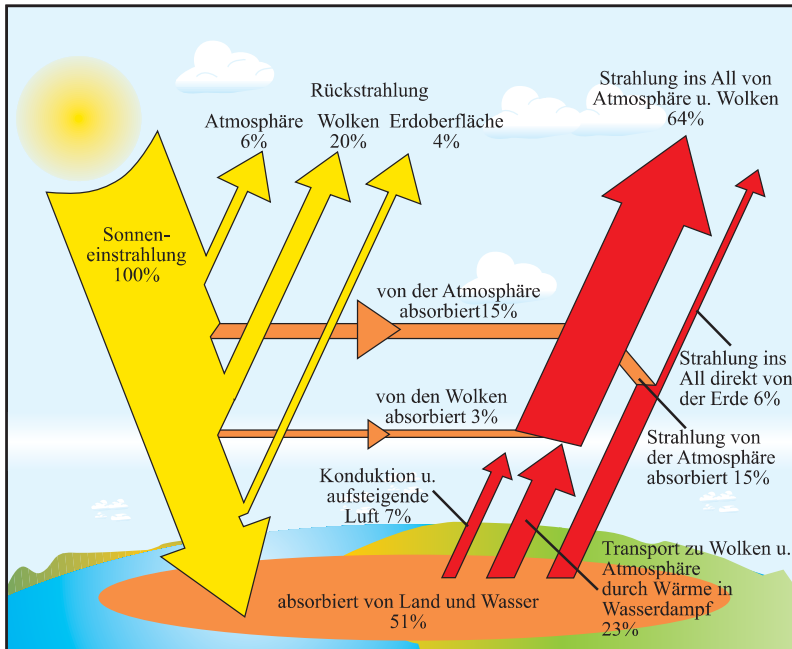 Rückstrahlung
Atmosphäre
6%
Wolken
20%
Erdoberfläche
4%
Strahlung ins All von
Atmosphäre u. Wolken
64%
Sonnen-
einstrahlung
100%
von der Atmosphäre
absorbiert15%
Strahlung ins
All direkt von
der Erde 6%
von den Wolken
absorbiert 3%
Strahlung von
der Atmosphäre
absorbiert 15%
Konduktion u.
aufsteigende
Luft 7%
Transport zu Wolken u.
Atmosphäre
durch Wärme in
Wasserdampf
23%
absorbiert von Land und Wasser
51%